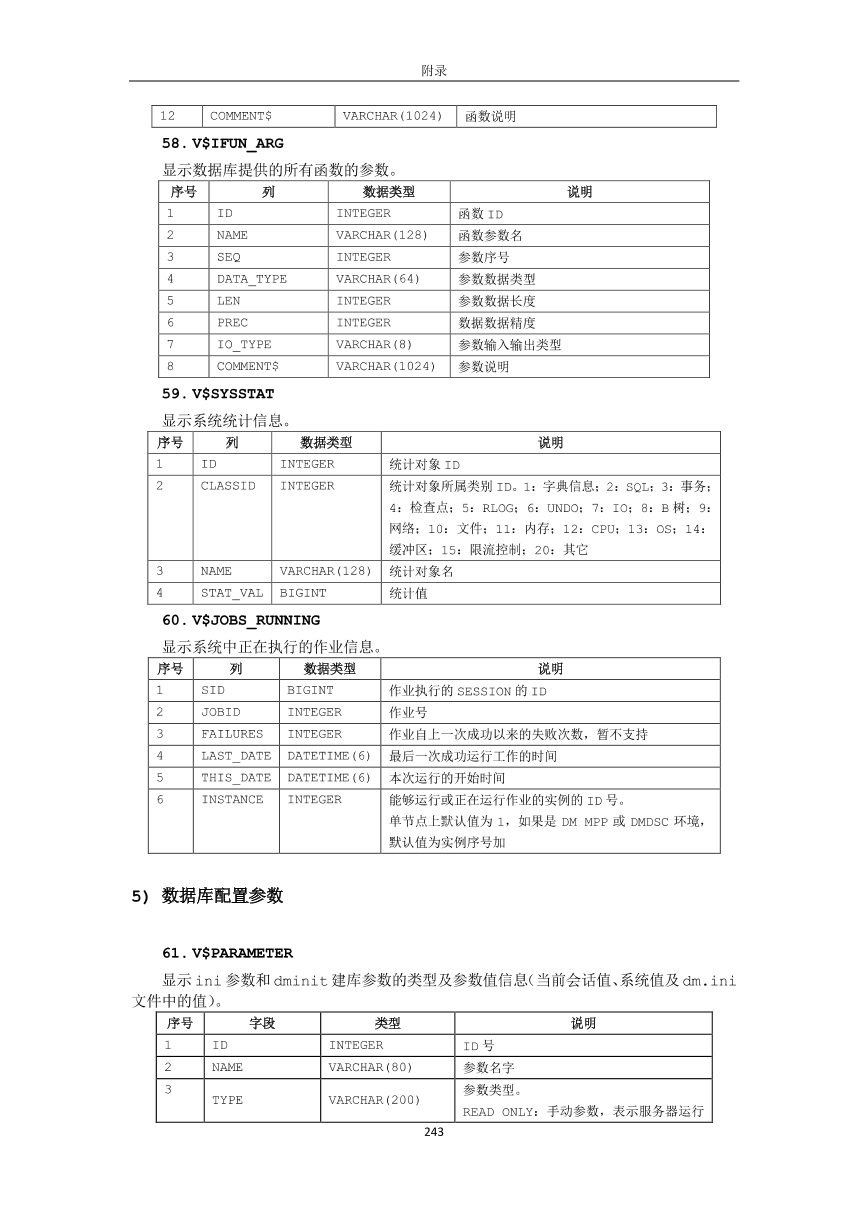 附录
12 COMMENT$ VARCHAR(1024) 函数说明
58. V$IFUN_ARG
显示数据库提供的所有函数的参数。
序号 列 数据类型 说明
1 ID INTEGER 函数 ID
2 NAME VARCHAR(128) 函数参数名
3 SEQ INTEGER 参数序号
4 DATA_TYPE VARCHAR(64) 参数数据类型
5 LEN INTEGER 参数数据长度
6 PREC INTEGER 数据数据精度
7 IO_TYPE VARCHAR(8) 参数输入输出类型
8 COMMENT$ VARCHAR(1024) 参数说明
59. V$SYSSTAT
显示系统统计信息。
序号 列 数据类型 说明
1 ID INTEGER 统计对象 ID
2 CLASSID INTEGER 统计对象所属类别 ID。1：字典信息；2：SQL；3：事务；
4：检查点；5：RLOG；6：UNDO；7：IO；8：B 树；9：
网络；10：文件；11：内存；12：CPU；13：OS；14：
缓冲区；15：限流控制；20：其它
3 NAME VARCHAR(128) 统计对象名
4 STAT_VAL BIGINT 统计值
60. V$JOBS_RUNNING
显示系统中正在执行的作业信息。
序号 列 数据类型 说明
1 SID BIGINT 作业执行的 SESSION 的 ID
2 JOBID INTEGER 作业号
3 FAILURES INTEGER 作业自上一次成功以来的失败次数，暂不支持
4 LAST_DATE DATETIME(6) 最后一次成功运行工作的时间
5 THIS_DATE DATETIME(6) 本次运行的开始时间
6 INSTANCE INTEGER 能够运行或正在运行作业的实例的 ID 号。
单节点上默认值为 1，如果是 DM MPP 或 DMDSC 环境，
默认值为实例序号加
5) 数据库配置参数
61. V$PARAMETER
显示 ini 参数和 dminit 建库参数的类型及参数值信息（当前会话值、系统值及 dm.ini
文件中的值）。
序号 字段 类型 说明
1 ID INTEGER ID 号
2 NAME VARCHAR(80) 参数名字
3 TYPE VARCHAR(200) 参数类型。
READ ONLY：手动参数，表示服务器运行
243